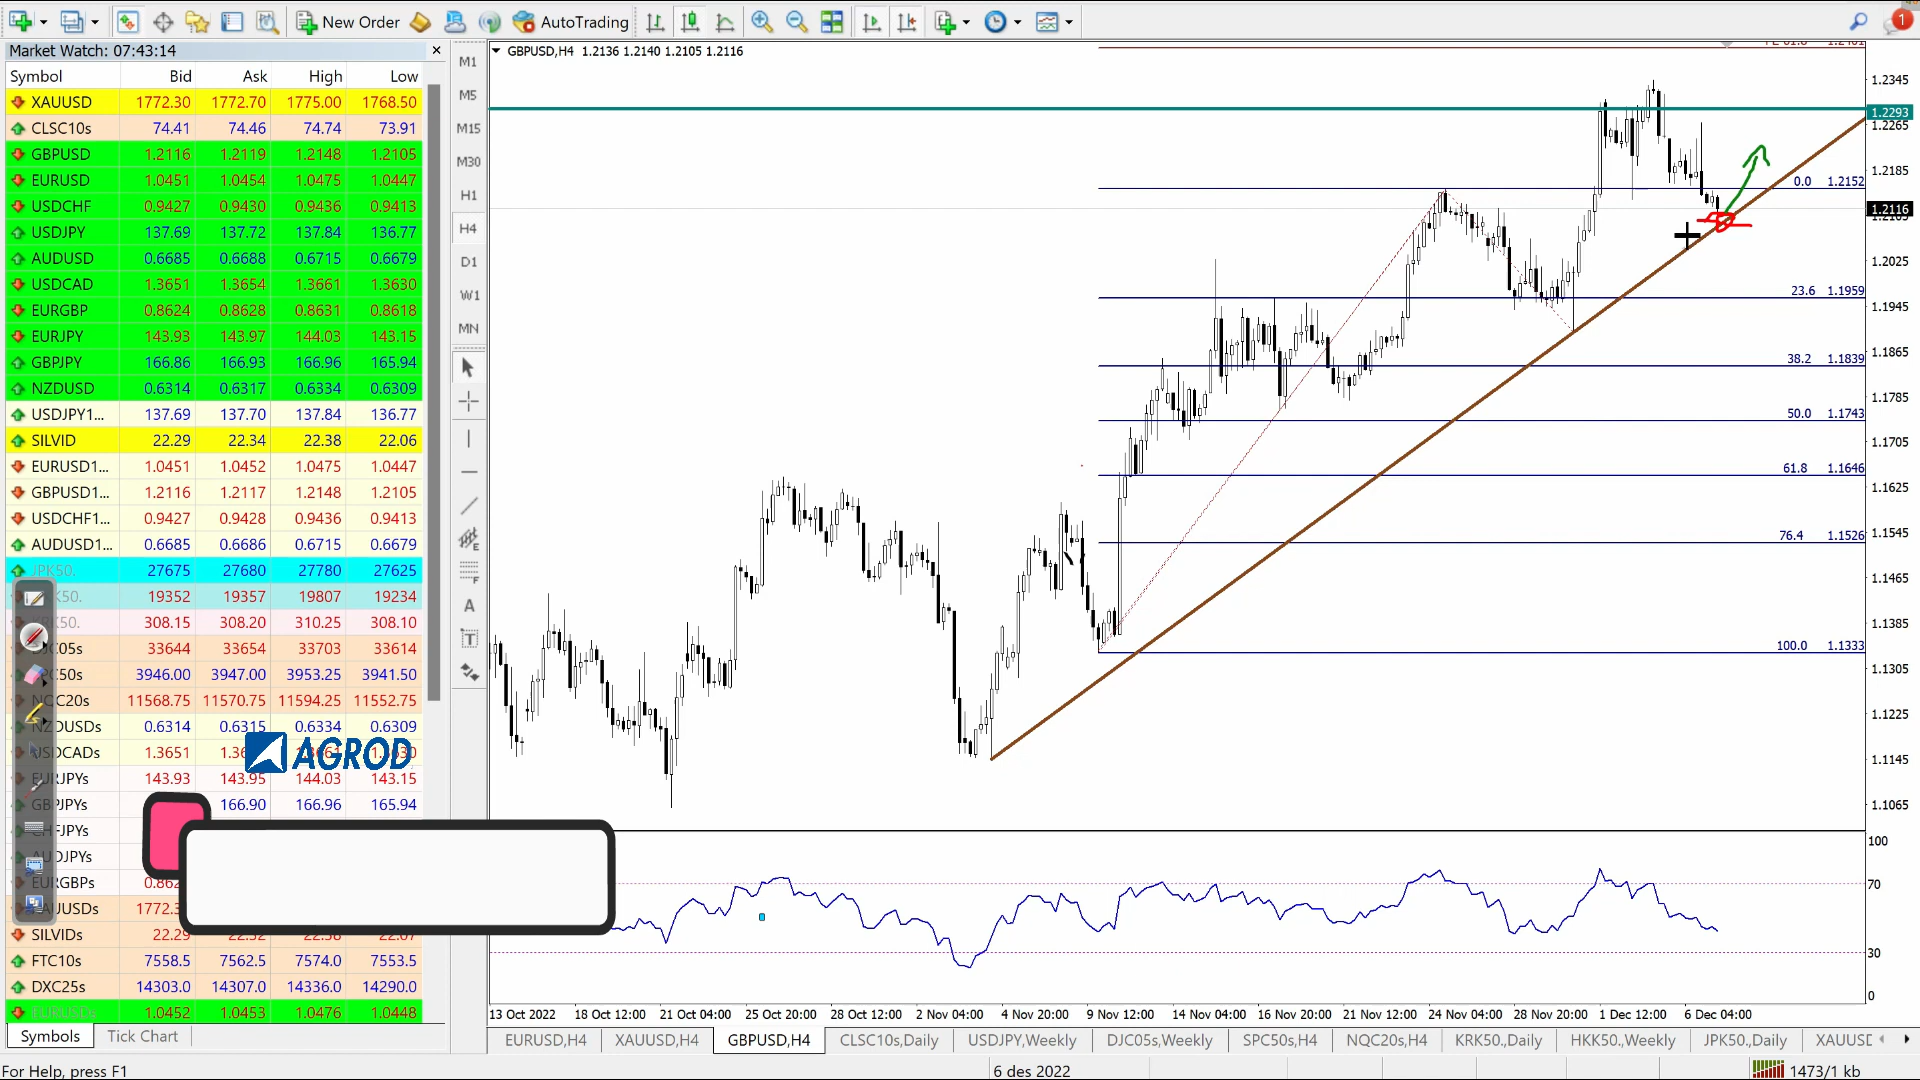 New Order
AutoTrading
1
Market Watch: 07:43:14
Symbol Bid Ask High Low
XAUUSD 1772.30 1772.70 1775.00 1768.50
CLSC10s 74.41 74.46 74.74 73.91
GBPUSD 1.2116 1.2119 1.2148 1.2105
EURUSD 1.0451 1.0454 1.0475 1.0447
USDCHF 0.9427 0.9430 0.9436 0.9413
USDJPY 137.69 137.72 137.84 136.77
AUDUSD 0.6685 0.6688 0.6715 0.6679
USDCAD 1.3651 1.3654 1.3661 1.3630
EURGBP 0.8624 0.8628 0.8631 0.8618
EURJPY 143.93 143.97 144.03 143.15
GBPJPY 166.86 166.93 166.96 165.94
NZDUSD 0.6314 0.6317 0.6334 0.6309
USDJPY1... 137.69 137.70 137.84 136.77
SILVID 22.29 22.34 22.38 22.06
EURUSD1... 1.0451 1.0452 1.0475 1.0447
GBPUSD1... 1.2116 1.2117 1.2148 1.2105
USDCHF1... 0.9427 0.9428 0.9436 0.9413
AUDUSD1... 0.6685 0.6686 0.6715 0.6679
JPK50. 27675 27680 27780 27625
K50. 19352 19357 19807 19234
K50. 308.15 308.20 310.25 308.10
JC05s 33644 33654 33703 33614
C50s 3946.00 3947.00 3953.25 3941.50
QC20s 11568.75 11570.75 11594.25 11552.75
NZDUSDs 0.6314 0.6315 0.6334 0.6309
USDCADs 1.3651
EURJPYs 143.93 143.95 144.03 143.15
GBPJPYs 166.90 166.96 165.94
CHFJPYs
AUDJPYs
EURGBPs
XAUUSDs
SILVIDs 22.29
FTC10s 7558.5 7562.5 7574.0 7553.5
DXC25s 14303.0 14307.0 14336.0 14290.0
1.0452 1.0453 1.0476 1.0448
AGROD
Symbols Tick Chart
M1
M5
M15
M30
H1
H4
D1
W1
MN
E
F
A
T
GBPUSD,H4 1.2136 1.2140 1.2105 1.2116
0.0 1.2152
23.6 1.1959
38.2 1.1839
50.0 1.1743
61.8 1.1646
76.4 1.1526
100.0 1.1333
1.2345
1.2293
1.2265
1.2185
1.2116
1.2025
1.1945
1.1865
1.1785
1.1705
1.1625
1.1545
1.1465
1.1385
1.1305
1.1225
1.1145
1.1065
100
70
30
0
13 Oct 2022 18 Oct 12:00 21 Oct 04:00 25 Oct 20:00 28 Oct 12:00 2 Nov 04:00 4 Nov 20:00 9 Nov 12:00 14 Nov 04:00 16 Nov 20:00 21 Nov 12:00 24 Nov 04:00 28 Nov 20:00 1 Dec 12:00 6 Dec 04:00
EURUSD,H4 XAUUSD,H4 GBPUSD,H4 CLSC10s,Daily USDJPY,Weekly DJC05s,Weekly SPC50s,H4 NQC20s,H4 KRK50.,Daily HKK50.,Weekly JPK50.,Daily XAUUSD
For Help, press F1
6 des 2022
1473/1 kb